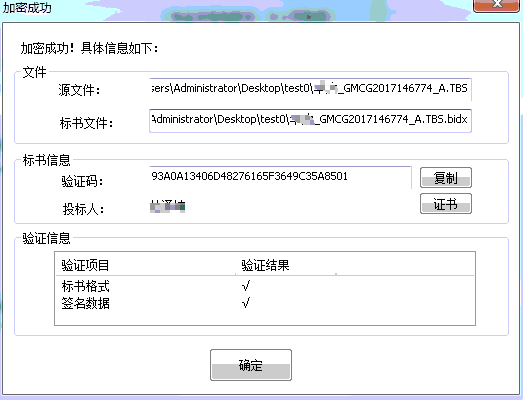 加密成功
加密成功！具体信息如下：
文件
源文件： sers\Administrator\Desktop\test0\ _GMCG2017146774_A.TBS
标书文件： Administrator\Desktop\test0\ _GMCG2017146774_A.TBS.bidx
标书信息
验证码： 93A0A13406D48276165F3649C35A8501 复制
投标人： 证书
验证信息
验证项目 验证结果
标书格式 √
签名数据 √
确定